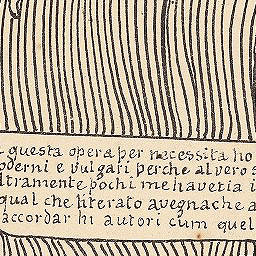 questa opera per necessita ho
oderni e vulgari perche al vero s
ltramente pochi me havetia i
qual che literato avegnache a
accordar hi autori cum quel